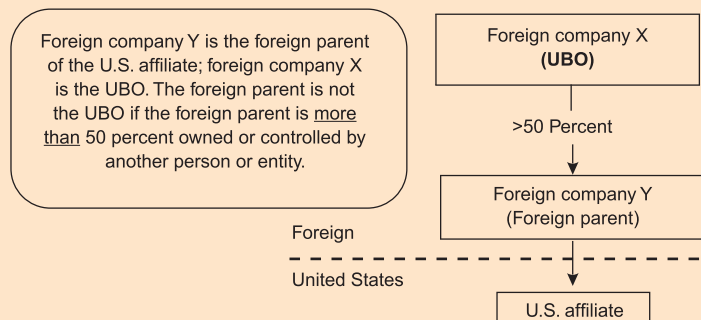 Foreign company Y is the foreign parent
of the U.S. affiliate; foreign company X
is the UBO. The foreign parent is not
the UBO if the foreign parent is more
than 50 percent owned or controlled by
another person or entity.
Foreign company X
(UBO)
>50 Percent
Foreign company Y
(Foreign parent)
Foreign
United States
U.S. affiliate